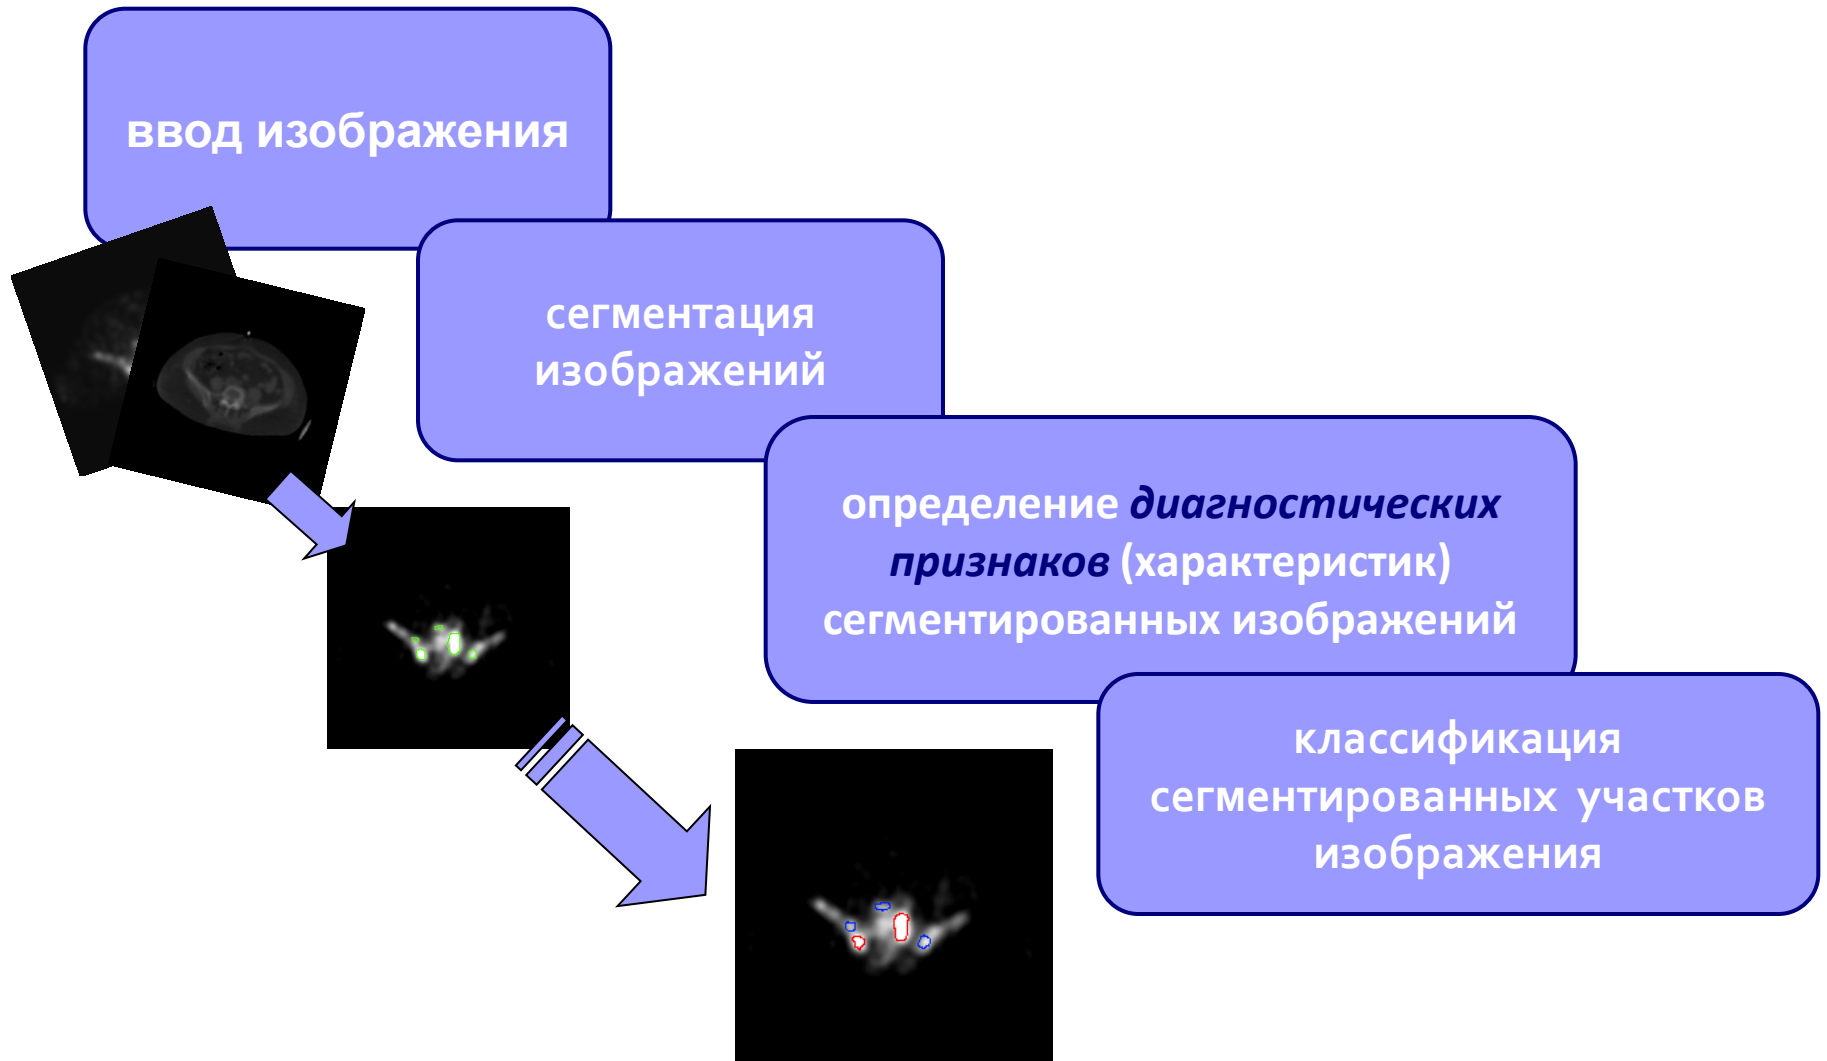 ввод изображения
сегментация
изображений
определение диагностических
признаков (характеристик)
сегментированных изображений
классификация
сегментированных участков
изображения